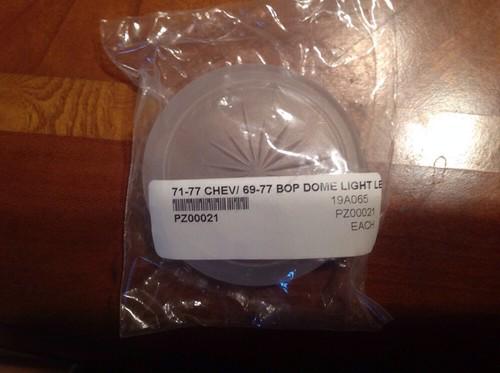 71-77 CHEV/ 69-77 BOP DOME LIGHT LE
19A065
PZ00021
PZ00021
EACH